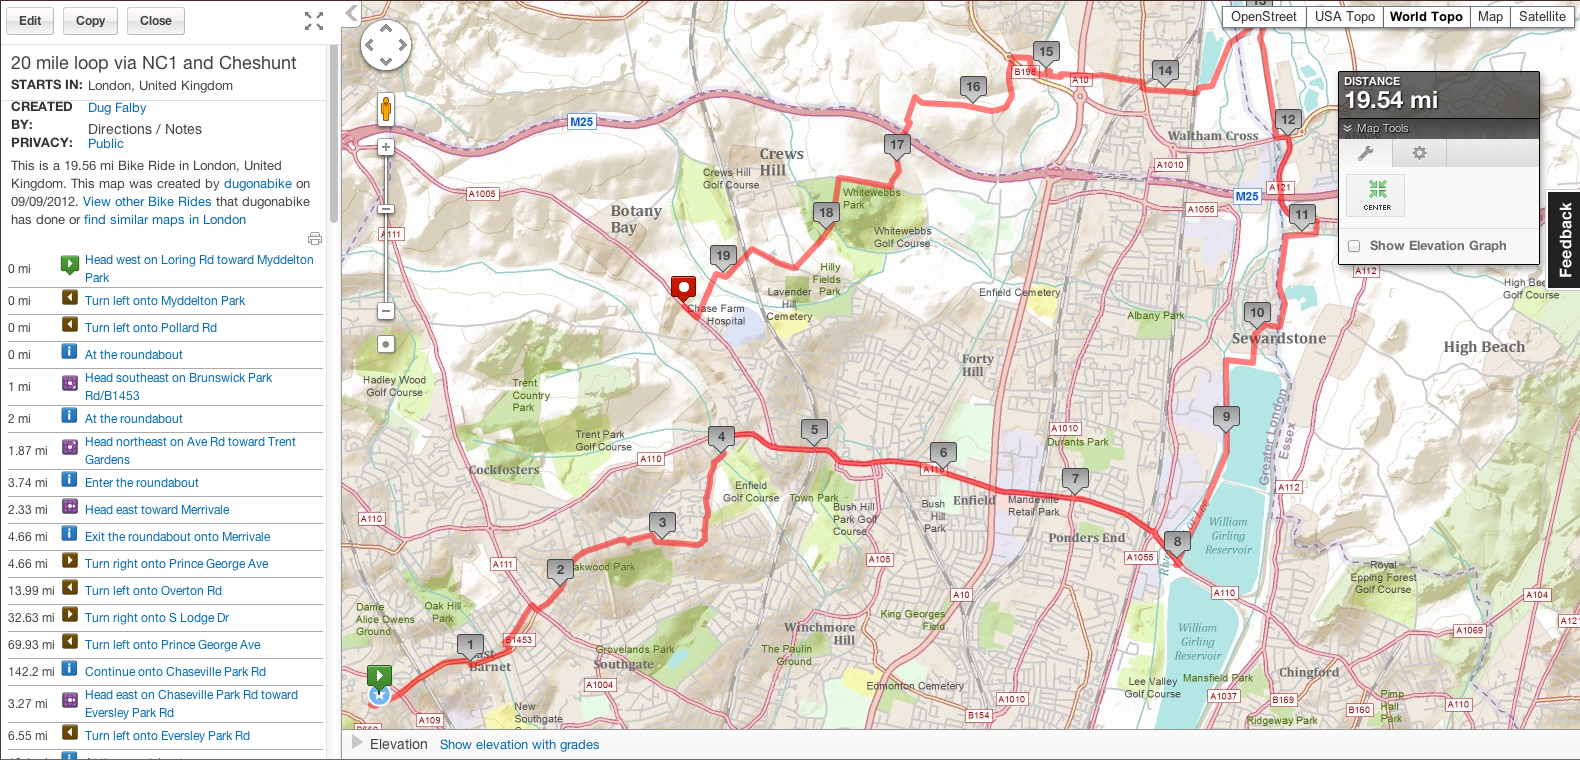 Edit
Copy
Close
20 mile loop via NC1 and Cheshunt
STARTS IN: London, United Kingdom
CREATED BY: Dug Falby
Directions / Notes
PRIVACY: Public
This is a 19.56 mi Bike Ride in London, United
Kingdom. This map was created by dugonabike on
09/09/2012. View other Bike Rides that dugonabike
has done or find similar maps in London
0 mi Head west on Loring Rd toward Myddelton
Park
0 mi Turn left onto Myddelton Park
0 mi Turn left onto Pollard Rd
0 mi At the roundabout
1 mi Head southeast on Brunswick Park
Rd/B1453
2 mi At the roundabout
1.87 mi Head northeast on Ave Rd toward Trent
Gardens
3.74 mi Enter the roundabout
2.33 mi Head east toward Merrivale
4.66 mi Exit the roundabout onto Merrivale
4.66 mi Turn right onto Prince George Ave
13.99 mi Turn left onto Overton Rd
32.63 mi Turn right onto S Lodge Dr
69.93 mi Turn left onto Prince George Ave
142.2 mi Continue onto Chaseville Park Rd
3.27 mi Head east on Chaseville Park Rd toward
Eversley Park Rd
6.55 mi Turn left onto Eversley Park Rd
OpenStreet
USA Topo
World Topo
Map
Satellite
DISTANCE
19.54 mi
Map Tools
CENTER
Show Elevation Graph
Feedback
13
15
B198
A10
14
16
M25
12
Waltham Cross
17
Crews
Hill
Crews Hill
Golf Course
A1010
A121
M25
A1005
Whitewebbs
Park
A1055
11
Botany
Bay
18
A111
Whitewebbs
Golf Course
19
Hilly
Fields
Park
A112
High Bee
Golf Course
Lavender
Hill
Cemetery
Enfield Cemetery
Chase Farm
Hospital
Albany Park
10
Sewardstone
High Beach
Forty
Hill
Hadley Wood
Golf Course
Trent
Country
Park
9
Greater London
Essex
Trent Park
Golf Course
4
5
A1010
Durants Park
6
A110
Cockfosters
A110
7
Enfield
Golf Course
Town Park
Enfield
Mandeville
Retail Park
A112
Bush Hill
Park Golf
Course
Bush
Hill
Park
3
A110
William
Girling
Reservoir
Ponders End
8
A1055
A105
A111
2
Oakwood Park
Royal
Epping Forest
Golf Course
A10
A110
A104
Dame
Alice Owens
Ground
Oak Hill
Park
King Georges
Field
Winchmore
Hill
William
Girling
Reservoir
A1069
B1453
1
East
Barnet
Grovelands Park
Southgate
The Paulin
Ground
Chingford
Edmonton Cemetery
Lee Valley
Golf Course
Mansfield Park
A1004
A1037
B169
Pimp
Hall
Park
A1010
B154
B160
A109
New
Southgate
Ridgeway Park
Elevation
Show elevation with grades